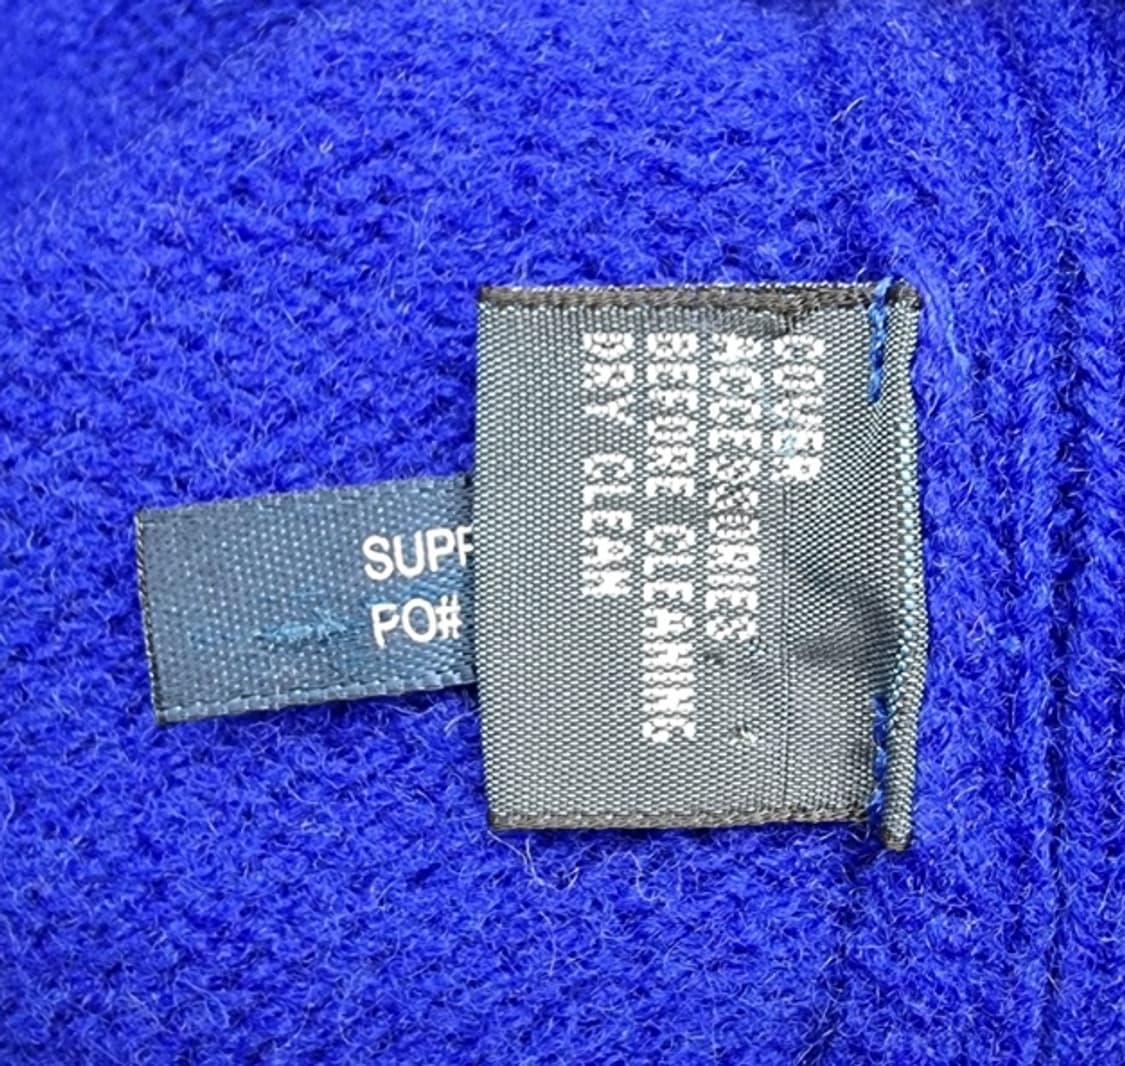 COVER
ACCESSORIES
BEFORE CLEANING
DRY CLEAN
SUPP
PO#